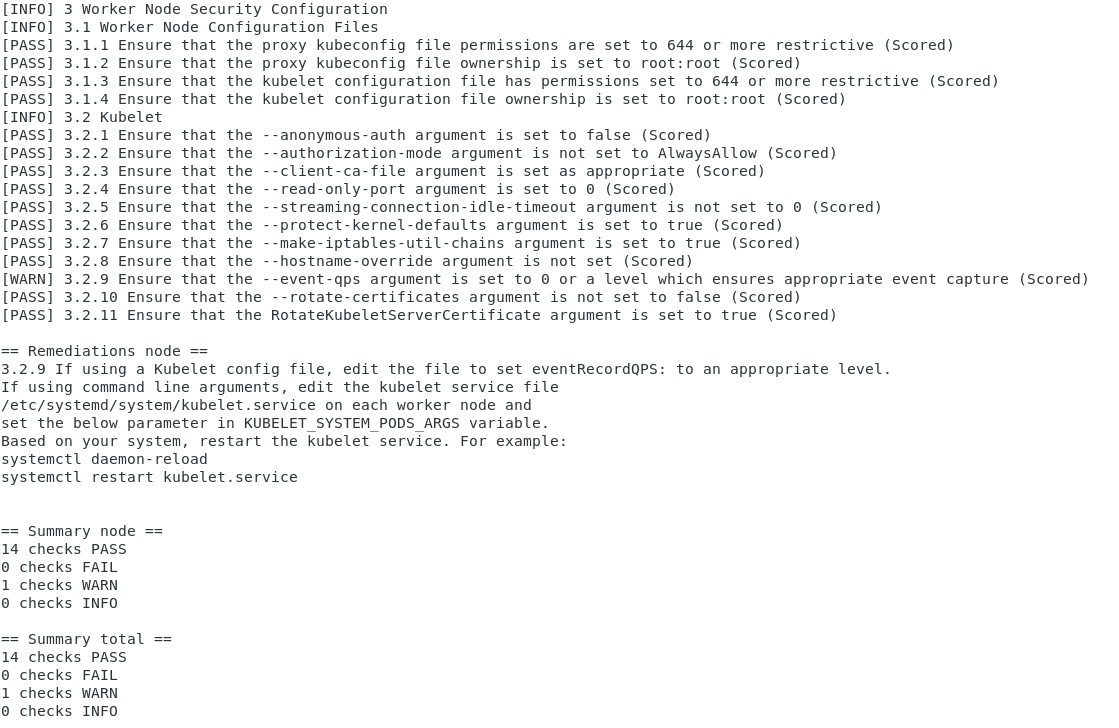 [INFO] 3 Worker Node Security Configuration
[INFO] 3.1 Worker Node Configuration Files
[PASS] 3.1.1 Ensure that the proxy kubeconfig file permissions are set to 644 or more restrictive (Scored)
[PASS] 3.1.2 Ensure that the proxy kubeconfig file ownership is set to root:root (Scored)
[PASS] 3.1.3 Ensure that the kubelet configuration file has permissions set to 644 or more restrictive (Scored)
[PASS] 3.1.4 Ensure that the kubelet configuration file ownership is set to root:root (Scored)
[INFO] 3.2 Kubelet
[PASS] 3.2.1 Ensure that the --anonymous-auth argument is set to false (Scored)
[PASS] 3.2.2 Ensure that the --authorization-mode argument is not set to AlwaysAllow (Scored)
[PASS] 3.2.3 Ensure that the --client-ca-file argument is set as appropriate (Scored)
[PASS] 3.2.4 Ensure that the --read-only-port argument is set to 0 (Scored)
[PASS] 3.2.5 Ensure that the --streaming-connection-idle-timeout argument is not set to 0 (Scored)
[PASS] 3.2.6 Ensure that the --protect-kernel-defaults argument is set to true (Scored)
[PASS] 3.2.7 Ensure that the --make-iptables-util-chains argument is set to true (Scored)
[PASS] 3.2.8 Ensure that the --hostname-override argument is not set (Scored)
[WARN] 3.2.9 Ensure that the --event-qps argument is set to 0 or a level which ensures appropriate event capture (Scored)
[PASS] 3.2.10 Ensure that the --rotate-certificates argument is not set to false (Scored)
[PASS] 3.2.11 Ensure that the RotateKubeletServerCertificate argument is set to true (Scored)
== Remediations node ==
3.2.9 If using a Kubelet config file, edit the file to set eventRecordQPS: to an appropriate level.
If using command line arguments, edit the kubelet service file
/etc/systemd/system/kubelet.service on each worker node and
set the below parameter in KUBELET_SYSTEM_PODS_ARGS variable.
Based on your system, restart the kubelet service. For example:
systemctl daemon-reload
systemctl restart kubelet.service
== Summary node ==
14 checks PASS
0 checks FAIL
1 checks WARN
0 checks INFO
== Summary total ==
14 checks PASS
0 checks FAIL
1 checks WARN
0 checks INFO